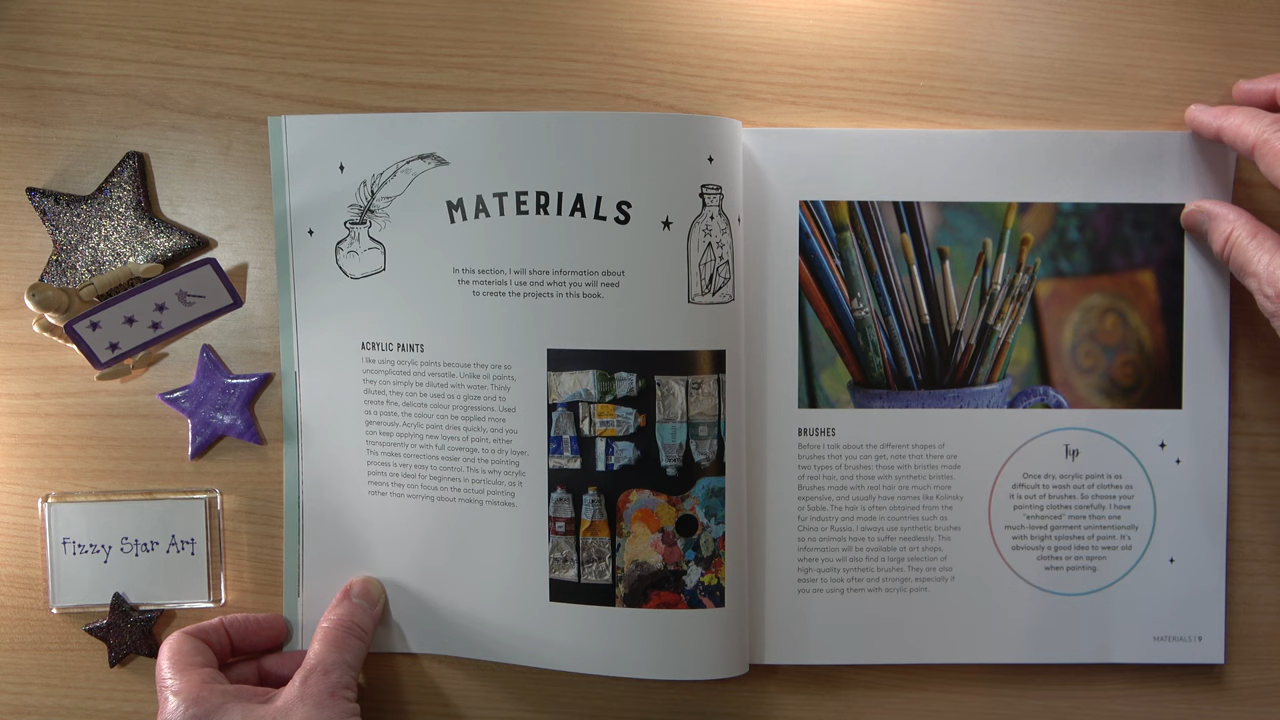 MATERIALS
In this section, I will share information about
the materials I use and what you will need
to create the projects in this book.
ACRYLIC PAINTS
I like using acrylic paints because they are so
uncomplicated and versatile. Unlike oil paints,
they can simply be diluted with water. Thinly
diluted, they can be used as a glaze and to
create fine, delicate colour progressions. Used
as a paste, the colour can be applied more
generously. Acrylic paint dries quickly, and you
can keep applying new layers of paint, either
transparently or with full coverage, to a dry layer.
This makes corrections easier and the painting
process is very easy to control. This is why acrylic
paints are ideal for beginners in particular, as it
means they can focus on the actual painting
rather than worrying about making mistakes.
BRUSHES
Before I talk about the different shapes of
brushes that you can get, note that there are
two types of brushes: those with bristles made
of real hair, and those with synthetic bristles.
Brushes made with real hair are much more
expensive, and usually have names like Kolinsky
or Sable. The hair is often obtained from the
fur industry and made in countries such as
China or Russia. I always use synthetic brushes
so no animals have to suffer needlessly. This
information will be available at art shops,
where you will also find a large selection of
high-quality synthetic brushes. They are also
easier to look after and stronger, especially if
you are using them with acrylic paint.
Tip
Once dry, acrylic paint is as
difficult to wash out of clothes as
it is out of brushes. So choose your
painting clothes carefully. I have
"enhanced" more than one
much-loved garment unintentionally
with bright splashes of paint. It's
obviously a good idea to wear old
clothes or an apron
when painting.
MATERIALS | 9
Fizzy Star Art